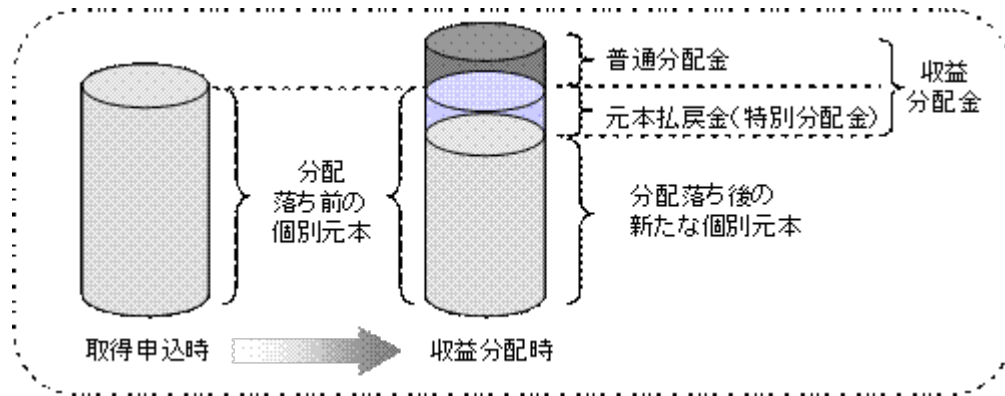 普通分配金
元本払戻金(特別分配金)
収益
分配金
分配
落ち前の
個別元本
分配落ち後の
新たな個別元本
取得申込時
収益分配時